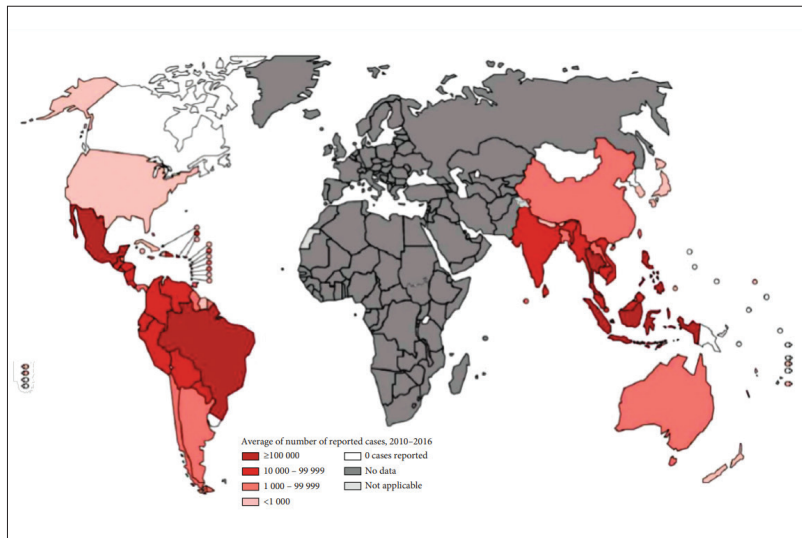 Average of number of reported cases, 2010–2016
≥100 000
10 000 – 99 999
1 000 – 99 999
<1 000
0 cases reported
No data
Not applicable